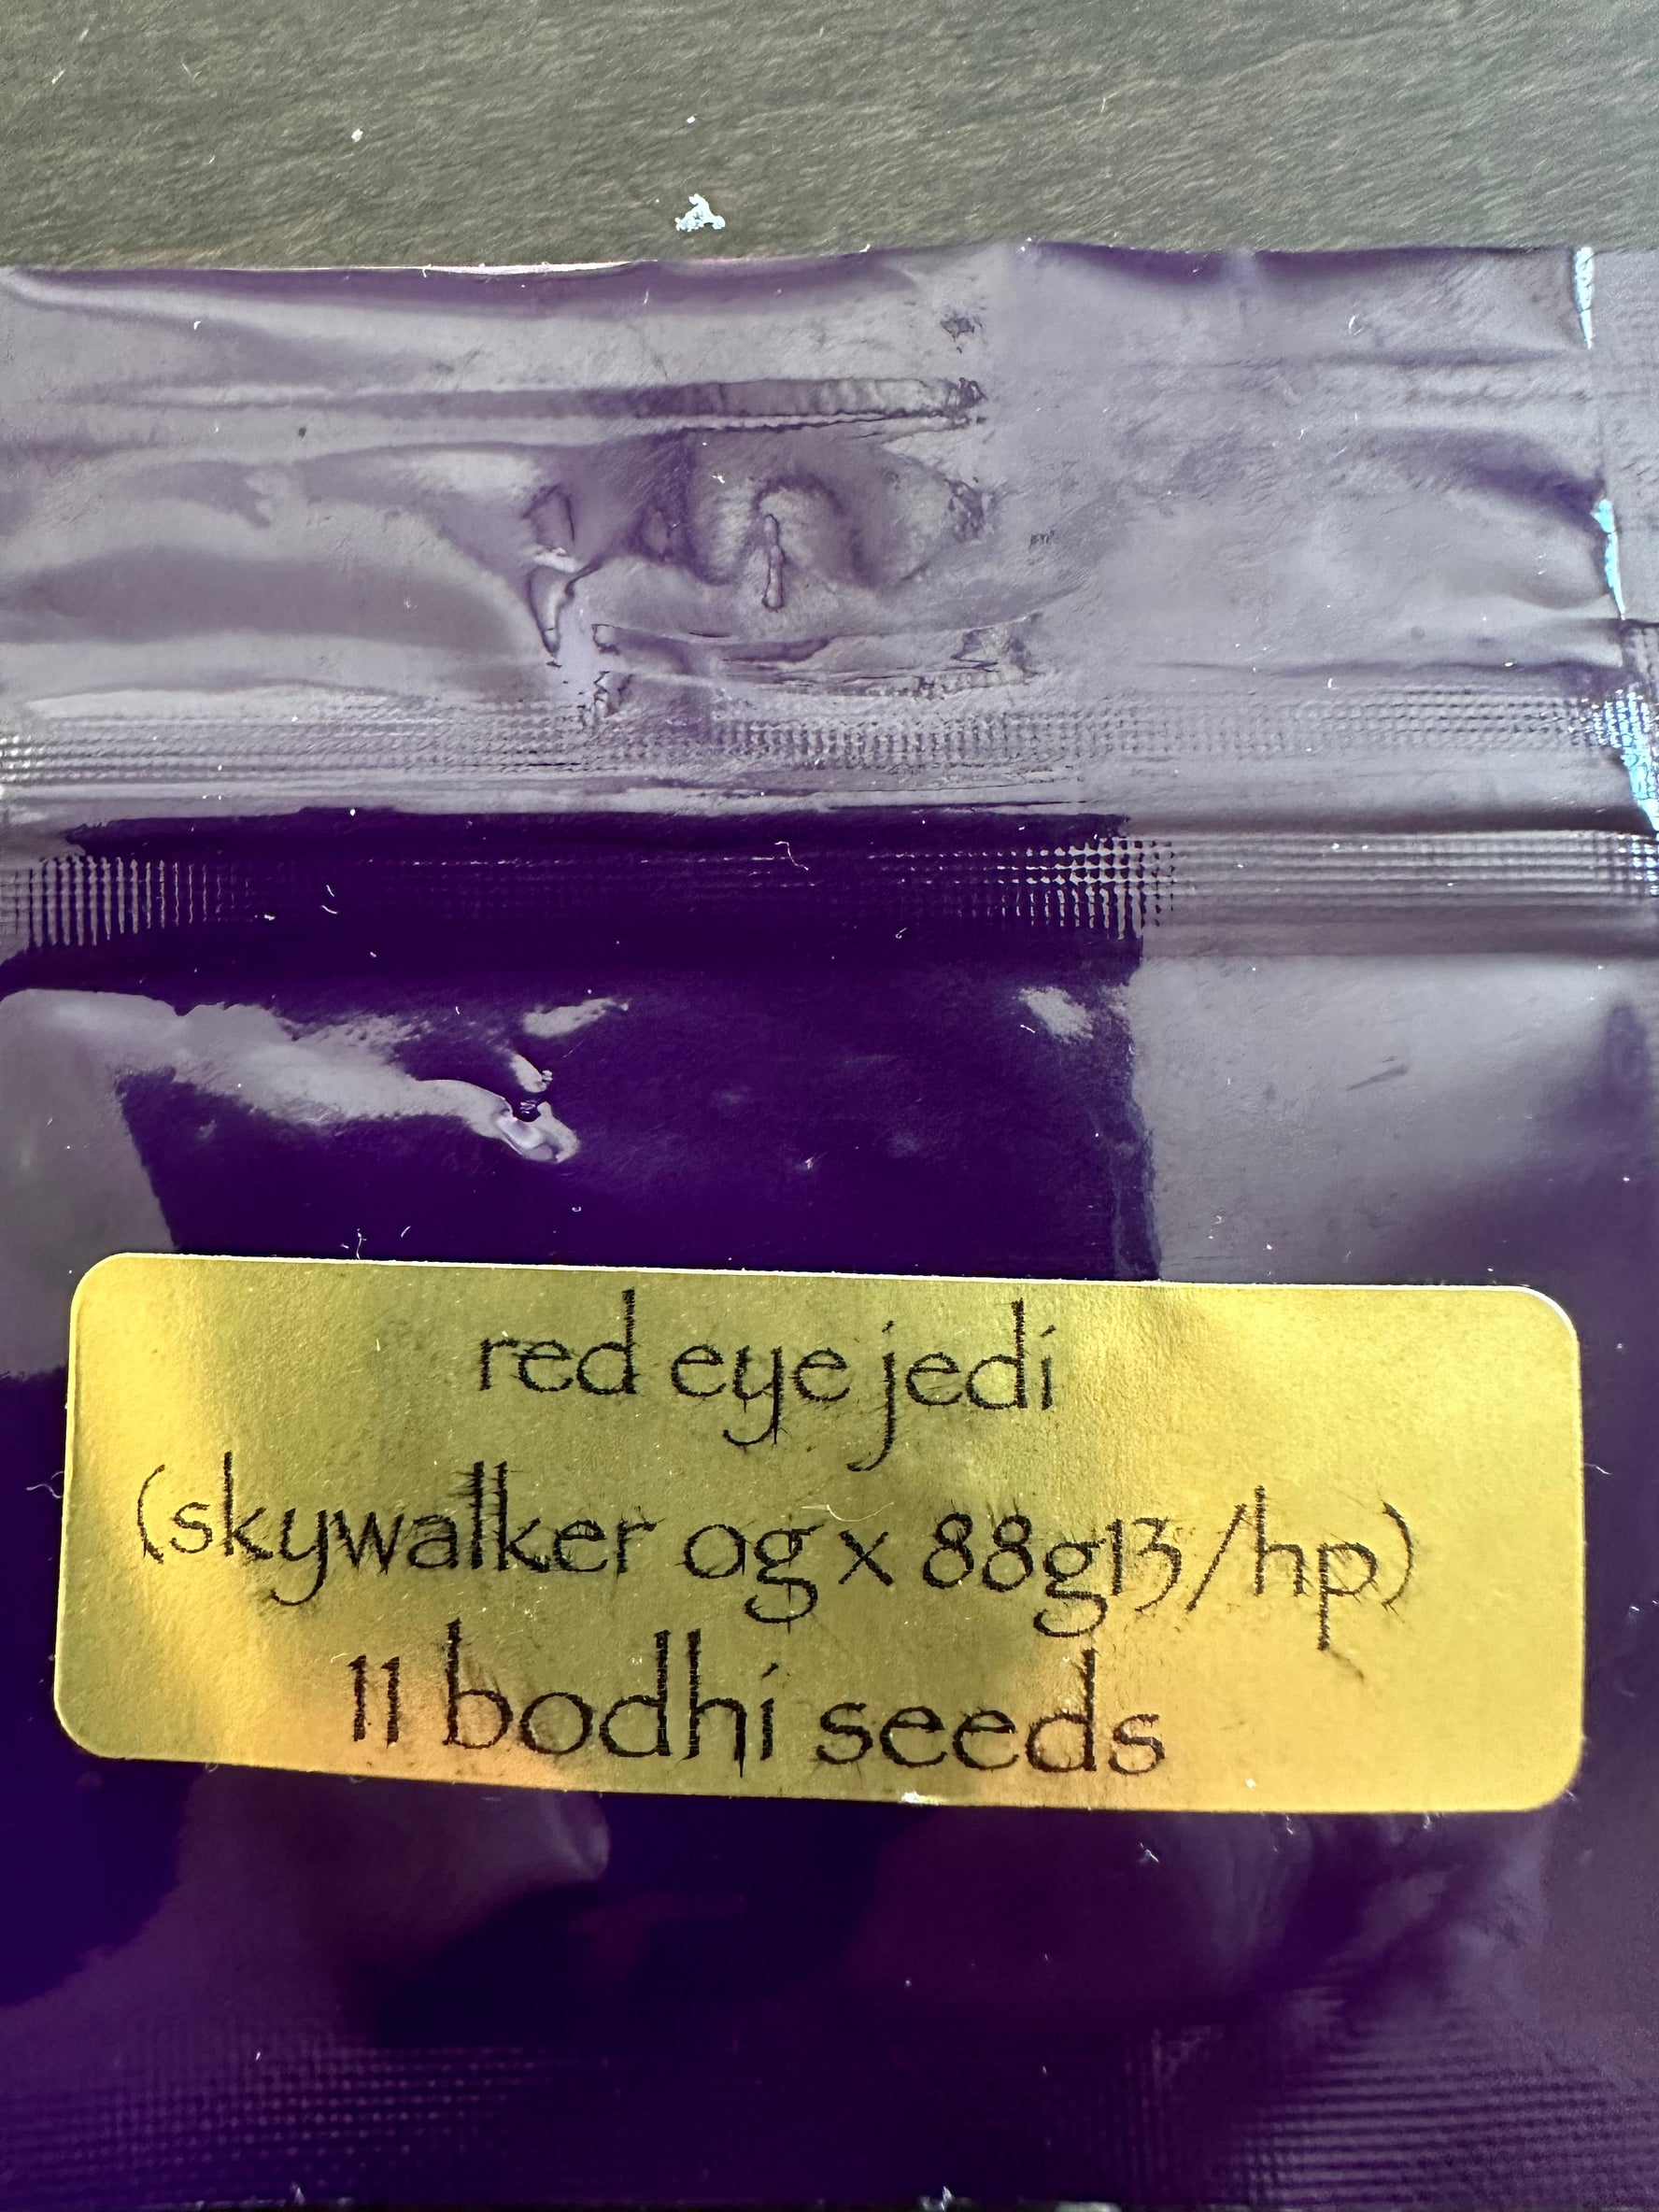 red eye jedi
(skywalker og x 88g13/hp)
11 bodhi seeds